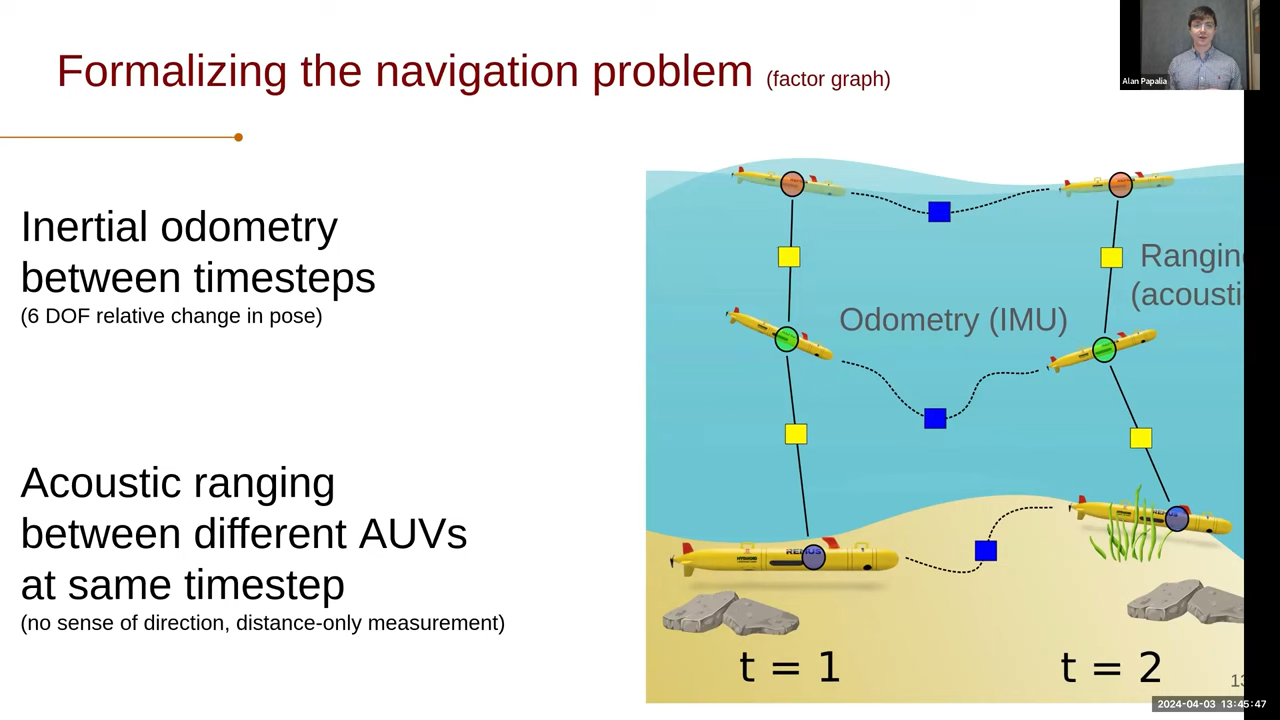 Formalizing the navigation problem (factor graph)
Alan Papalia
Inertial odometry
between timesteps
(6 DOF relative change in pose)
Acoustic ranging
between different AUVs
at same timestep
(no sense of direction, distance-only measurement)
Odometry (IMU)
REMUS
t = 1
t = 2
2024-04-03 13:45:47